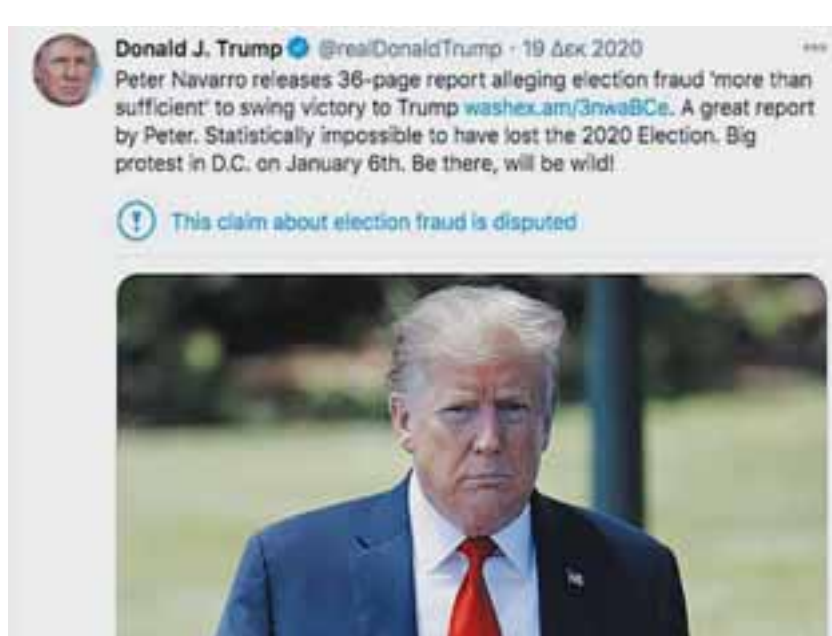 Donald J. Trump @realDonaldTrump · 19 Δεκ 2020
Peter Navarro releases 36-page report alleging election fraud 'more than
sufficient' to swing victory to Trump washex.am/3nwaBCe. A great report
by Peter. Statistically impossible to have lost the 2020 Election. Big
protest in D.C. on January 6th. Be there, will be wild!
This claim about election fraud is disputed